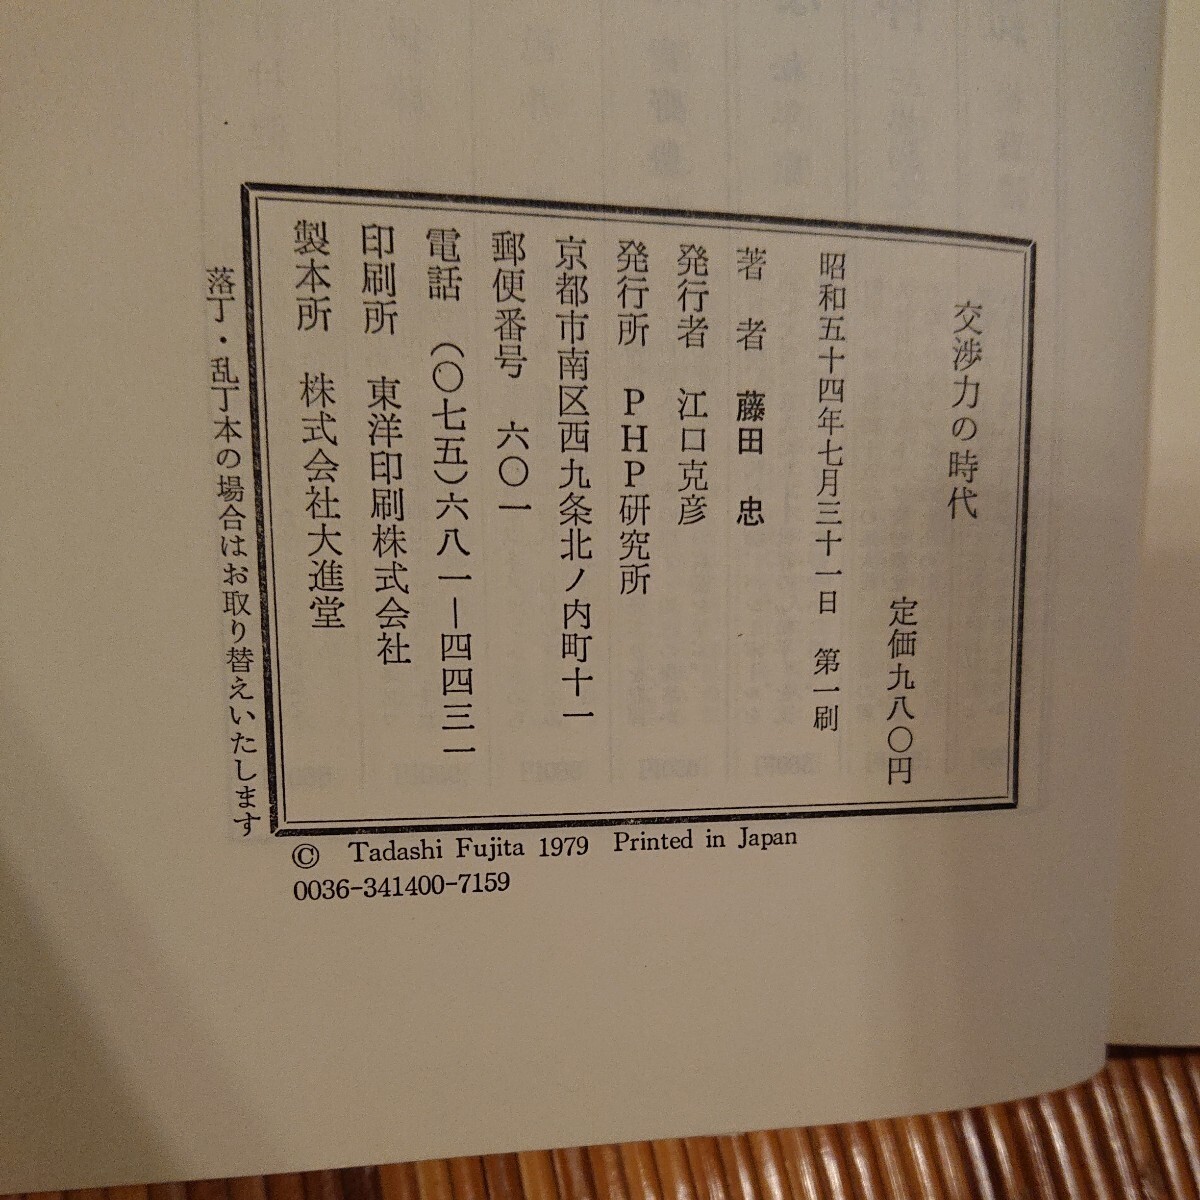 交渉力の時代
定価九八〇円
昭和五十四年七月三十一日 第一刷
著者 藤田忠
発行者 江口克彦
発行所 PHP研究所
京都市南区西九条北ノ内町十一
郵便番号 六〇一
電話 (〇七五)六八一―四四三一
印刷所 東洋印刷株式会社
製本所 株式会社大進堂
落丁・乱丁本の場合はお取り替えいたします
© Tadashi Fujita 1979 Printed in Japan
0036-341400-7159